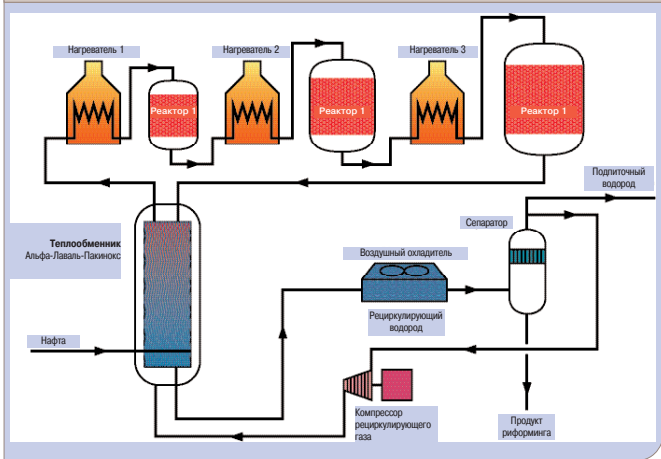 Нагреватель 1
Нагреватель 2
Нагреватель 3
Реактор 1
Реактор 1
Реактор 1
Подпиточный
водород
Сепаратор
Теплообменник
Альфа-Лаваль-Пакинокс
Воздушный охладитель
Рециркулирующий
водород
Нафта
Компрессор
рециркулирующего
газа
Продукт
риформинга